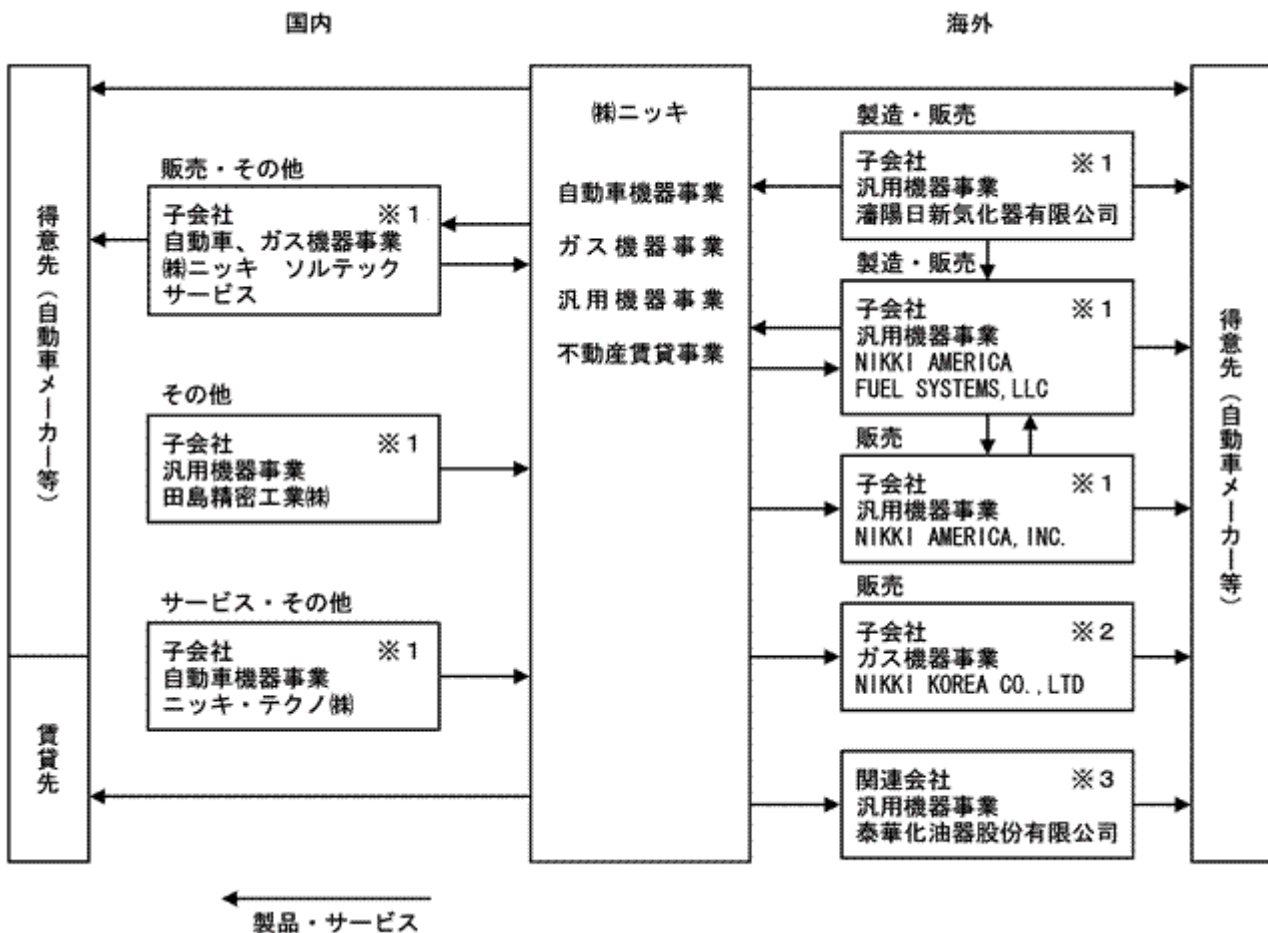 国内
海外
得意先（自動車メーカー等）
賃貸先
販売・その他
子会社 ※1
自動車、ガス機器事業
㈱ニッキ ソルテック
サービス
その他
子会社 ※1
汎用機器事業
田島精密工業㈱
サービス・その他
子会社 ※1
自動車機器事業
ニッキ・テクノ㈱
㈱ニッキ
自動車機器事業
ガス機器事業
汎用機器事業
不動産賃貸事業
製造・販売
子会社 ※1
汎用機器事業
瀋陽日新気化器有限公司
製造・販売
子会社 ※1
汎用機器事業
NIKKI AMERICA
FUEL SYSTEMS,LLC
販売
子会社 ※1
汎用機器事業
NIKKI AMERICA,INC.
販売
子会社 ※2
ガス機器事業
NIKKI KOREA CO.,LTD
関連会社 ※3
汎用機器事業
泰華化油器股份有限公司
得意先（自動車メーカー等）
製品・サービス